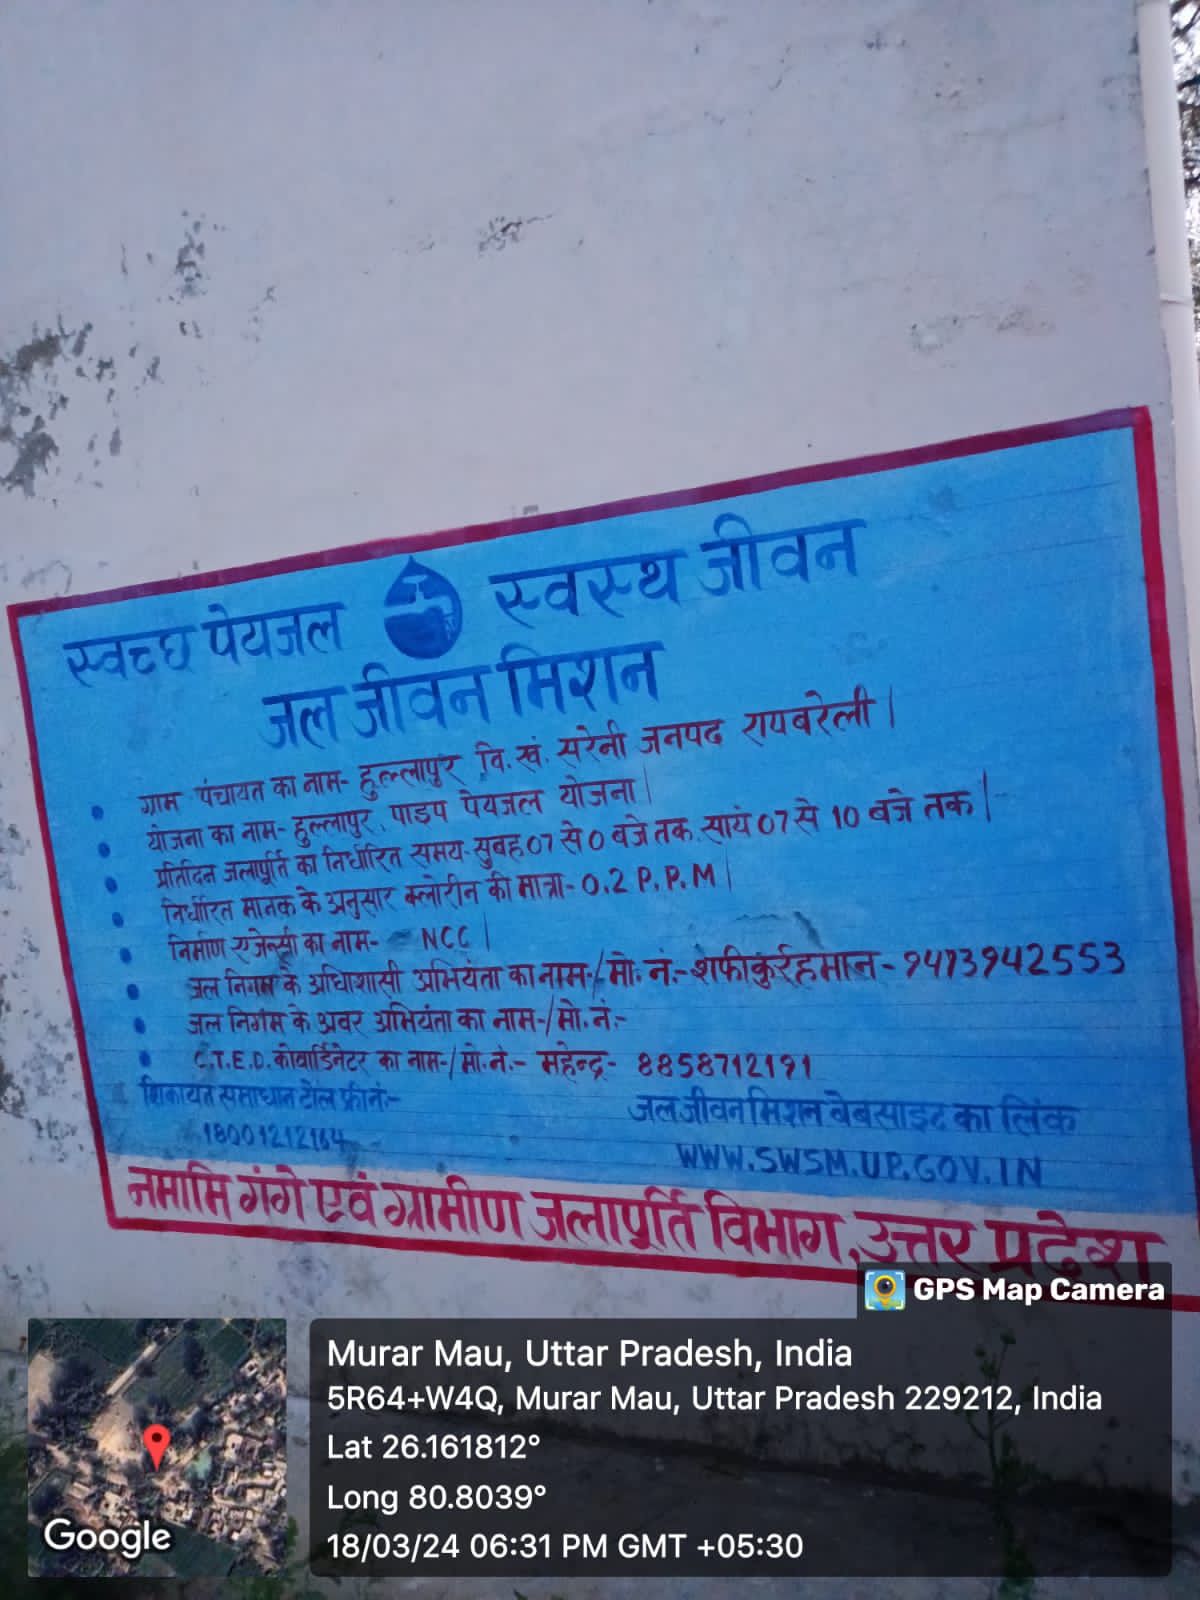 स्वच्छ पेयजल स्वस्थ जीवन
जल जीवन मिशन
ग्राम पंचायत का नाम- हुल्लापुर वि.खं. सरेनी जनपद रायबरेली।
योजना का नाम- हुल्लापुर, पाइप पेयजल योजना।
प्रतिदिन जलापूर्ति का निर्धारित समय- सुबह 07 से 0 बजे तक, सायं 07 से 10 बजे तक।
निर्धारित मानक के अनुसार क्लोरीन की मात्रा- 0.2 P.P.M।
निर्माण एजेन्सी का नाम- NCC।
जल निगम के अधिशासी अभियंता का नाम-/मो.नं.- शफीकुर्रहमान-
जल निगम के अवर अभियंता का नाम-/मो.नं.-
C.T.E.D. कोवार्डिनेटर का नाम-/मो.नं.- महेन्द्र- 8858712191
शिकायत समाधान टोल फ्रीनं:-
18001212164
जल जीवन मिशन वेबसाइट का लिंक
WWW.SWSM.UP.GOV.IN
नमामि गंगे एवं ग्रामीण जलापूर्ति विभाग, उत्तर प्रदेश
GPS Map Camera
Murar Mau, Uttar Pradesh, India
5R64+W4Q, Murar Mau, Uttar Pradesh 229212, India
Lat 26.161812°
Long 80.8039°
18/03/24 06:31 PM GMT +05:30
Google